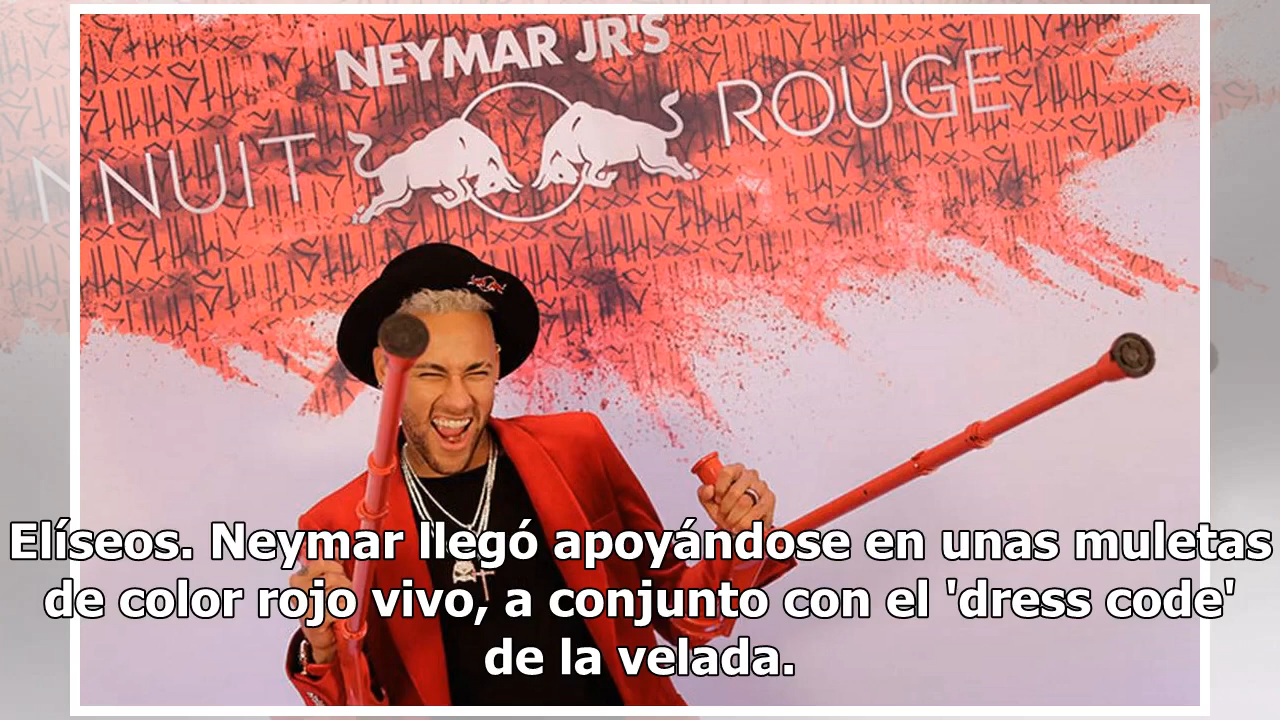 NEYMAR JR'S
NUIT ROUGE
Elíseos. Neymar llegó apoyándose en unas muletas
de color rojo vivo, a conjunto con el 'dress code'
de la velada.